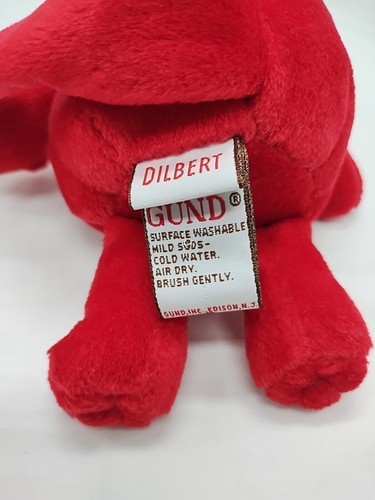 DILBERT
GUND®
SURFACE WASHABLE
MILD SUDS-
COLD WATER.
AIR DRY.
BRUSH GENTLY.
GUND, INC., EDISON, N.J.